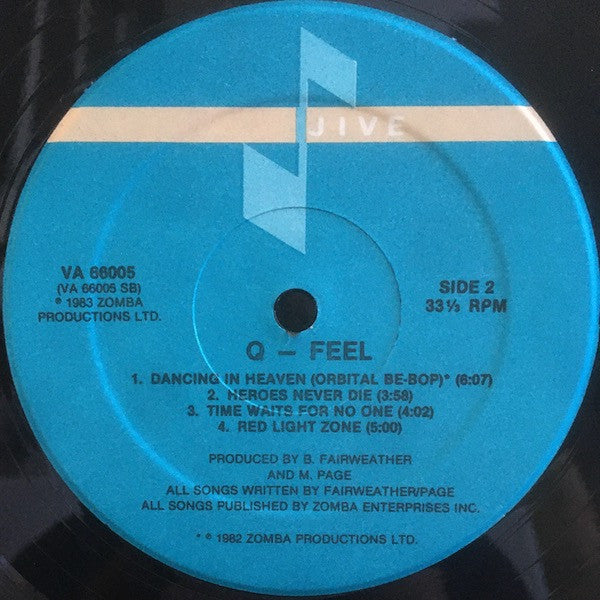 JIVE
VA 66005
(VA 66005 SB)
℗ 1983 ZOMBA
PRODUCTIONS LTD.
SIDE 2
33⅓ RPM
Q – FEEL
1. DANCING IN HEAVEN (ORBITAL BE-BOP)* (6:07)
2. HEROES NEVER DIE (3:58)
3. TIME WAITS FOR NO ONE (4:02)
4. RED LIGHT ZONE (5:00)
PRODUCED BY B. FAIRWEATHER
AND M. PAGE
ALL SONGS WRITTEN BY FAIRWEATHER/PAGE
ALL SONGS PUBLISHED BY ZOMBA ENTERPRISES INC.
* ℗ 1982 ZOMBA PRODUCTIONS LTD.